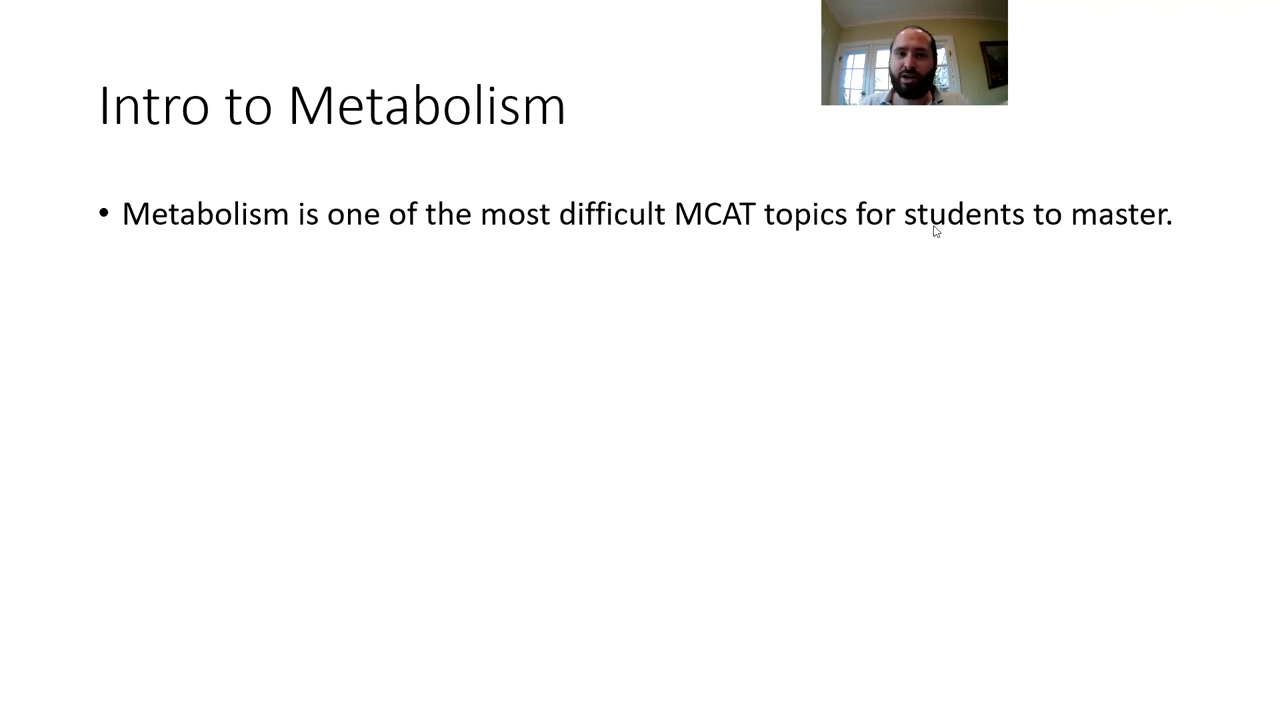 Intro to Metabolism
• Metabolism is one of the most difficult MCAT topics for students to master.